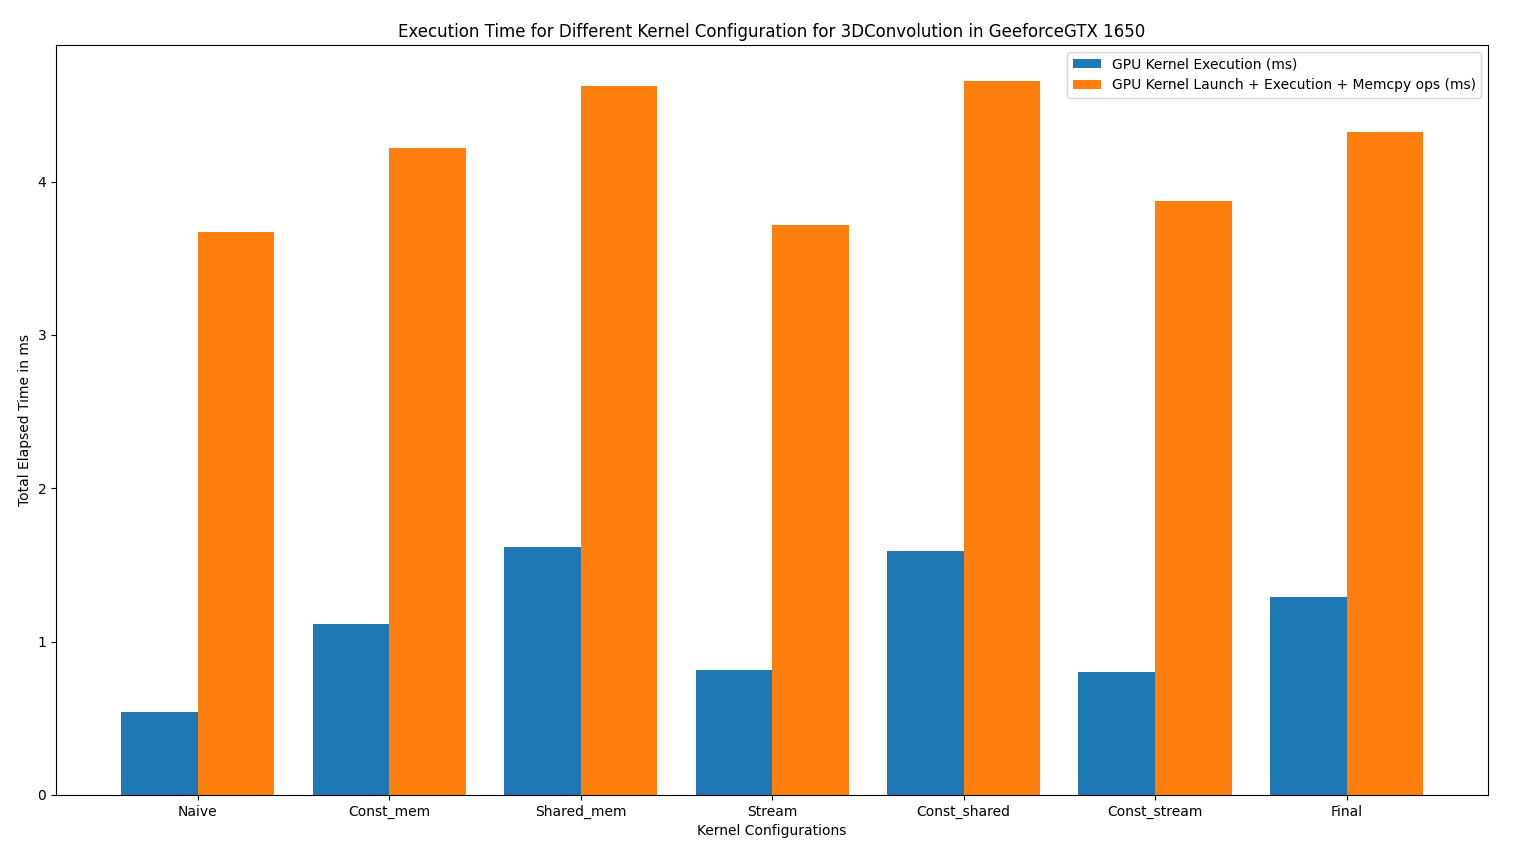 Execution Time for Different Kernel Configuration for 3DConvolution in GeeforceGTX 1650
GPU Kernel Execution (ms)
GPU Kernel Launch + Execution + Memcpy ops (ms)
Total Elapsed Time in ms
4
3
2
1
0
Naive Const_mem Shared_mem Stream Const_shared Const_stream Final
Kernel Configurations